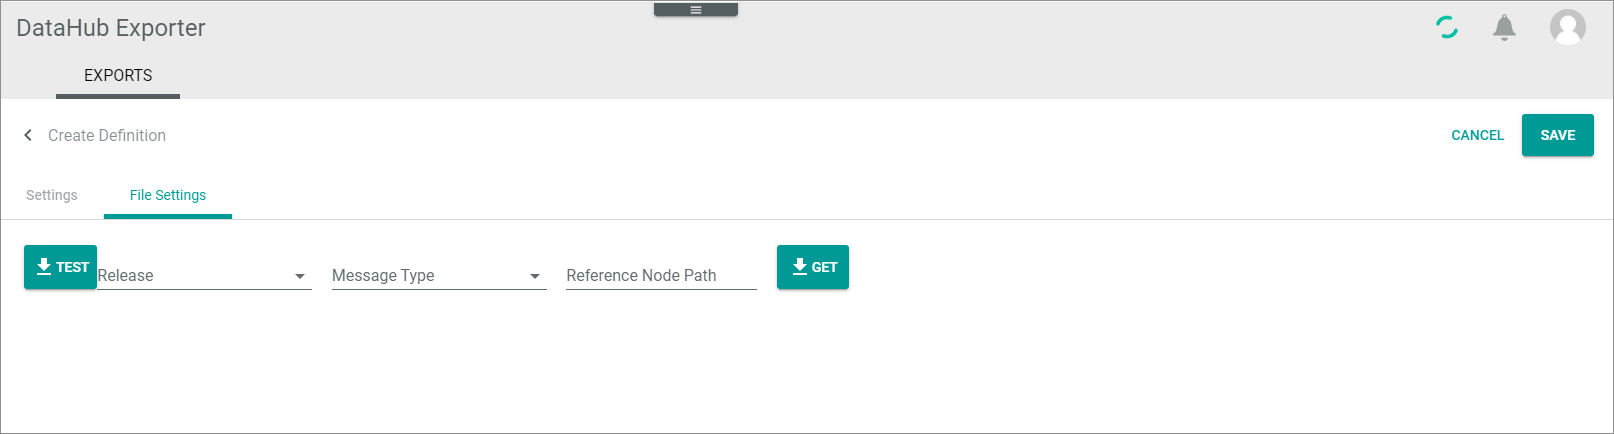 DataHub Exporter
EXPORTS
Create Definition
CANCEL
SAVE
Settings
File Settings
TEST
Release
Message Type
Reference Node Path
GET